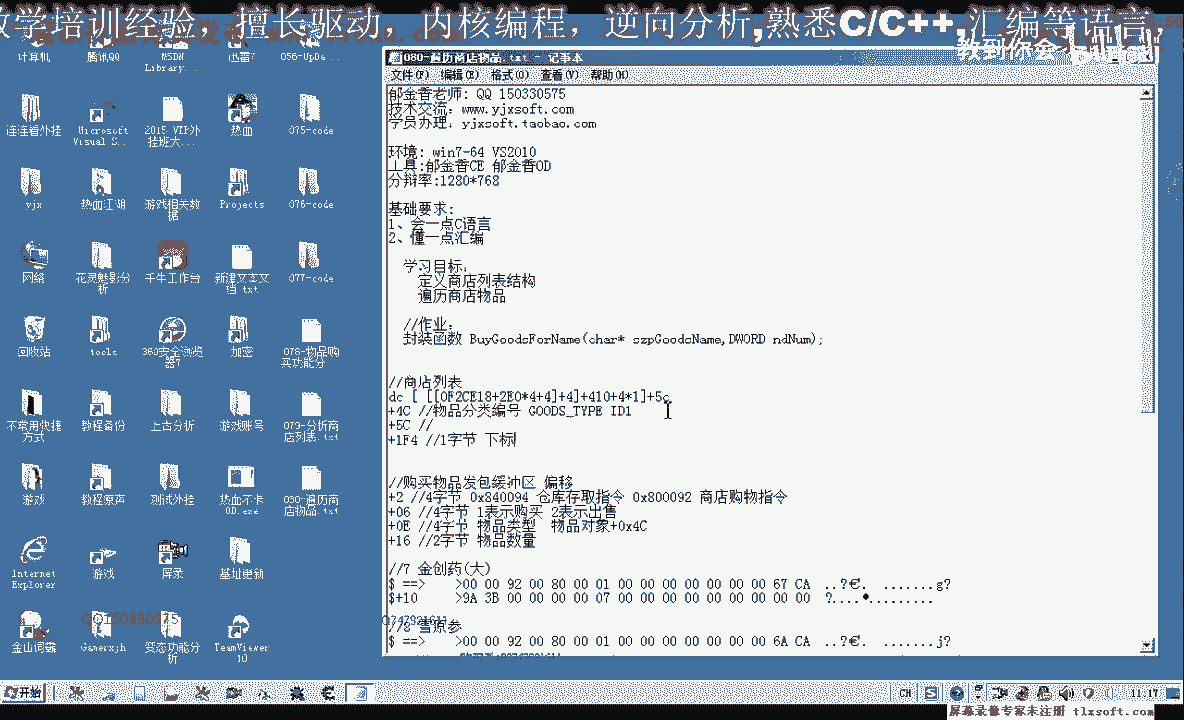 教学培训经验，擅长驱动，内核编程，逆向分析,熟悉C/C++,汇编等语言，
计算机
腾讯QQ
MSDN Library...
迅雷7
056-UpDa...
连连看外挂
Microsoft Visual S...
2015 VIP外挂班大...
热血
075-code
yjx
热血江湖
游戏相关数据
Projects
076-code
网络
花灵魅影分析
千牛工作台
新建文本文档.txt
077-code
回收站
tools
360安全浏览器7
加密
078-物品购买功能分...
不常用快捷方式
教程备份
上古分析
游戏账号
079-分析商店列表.txt
游戏
教程原声
测试外挂
热血不卡OD.exe
080-遍历商店物品.txt
Internet Explorer
游戏
屏录
基址更新
金山词霸
Gamerxjh
变态功能分析
TeamViewer 10
QQ150330575
080-遍历商店物品.txt - 记事本
文件(F) 编辑(E) 格式(O) 查看(V) 帮助(H)
郁金香老师: QQ 150330575
技术交流：www.yjxsoft.com
学员办理：yjxsoft.taobao.com
环境: win7-64 VS2010
工具:郁金香CE 郁金香OD
分辩率:1280*768
基础要求:
1、会一点C语言
2、懂一点汇编
学习目标:
定义商店列表结构
遍历商店物品
//作业:
封装函数 BuyGoodsForName(char* szpGoodsName,DWORD ndNum);
//商店列表
dc [ [[0F2CE18+2E0*4+4]+4]+410+4*1]+5c
+4C //物品分类编号 GOODS_TYPE ID1
+5C //
+1F4 //1字节 下标
//购买物品发包缓冲区 偏移
+2 //4字节 0x840094 仓库存取指令 0x800092 商店购物指令
+06 //4字节 1表示购买 2表示出售
+0E //4字节 物品类型 物品对象+0x4C
+16 //2字节 物品数量
//7 金创药(大)
$ ==> >00 00 92 00 80 00 01 00 00 00 00 00 00 00 67 CA ..?€. .......g?
$+10 >9A 3B 00 00 00 00 07 00 00 00 00 00 00 00 00 00 ?....•.........
//8 雪原参
$ ==> >00 00 92 00 80 00 01 00 00 00 00 00 00 00 6A CA ..?€. .......j?
开始
CH
11:17
屏幕录像专家未注册 tlxsoft.com